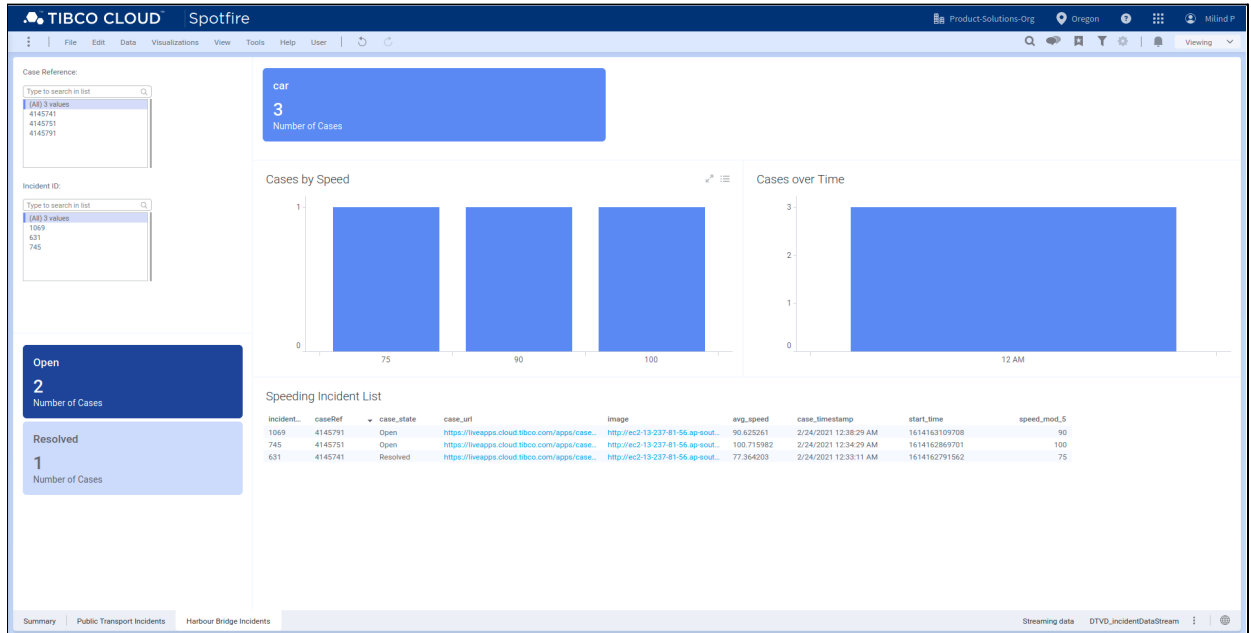 TIBCO CLOUD™ Spotfire Product-Solutions-Org Oregon ? Milind P
File Edit Data Visualizations View Tools Help User Viewing
Case Reference:
Type to search in list
(All) 3 values
4145741
4145751
4145791
Incident ID:
Type to search in list
(All) 3 values
1069
631
745
Open
2
Number of Cases
Resolved
1
Number of Cases
car
3
Number of Cases
Cases by Speed
1
0
75 90 100
Cases over Time
3
2
1
0
12 AM
Speeding Incident List
incident... caseRef case_state case_url image avg_speed case_timestamp start_time speed_mod_5
1069 4145791 Open https://liveapps.cloud.tibco.com/apps/case... http://ec2-13-237-81-56.ap-sout... 90.625261 2/24/2021 12:38:29 AM 1614163109708 90
745 4145751 Open https://liveapps.cloud.tibco.com/apps/case... http://ec2-13-237-81-56.ap-sout... 100.715982 2/24/2021 12:34:29 AM 1614162869701 100
631 4145741 Resolved https://liveapps.cloud.tibco.com/apps/case... http://ec2-13-237-81-56.ap-sout... 77.364203 2/24/2021 12:33:11 AM 1614162791562 75
Summary Public Transport Incidents Harbour Bridge Incidents Streaming data DTVD_incidentDataStream